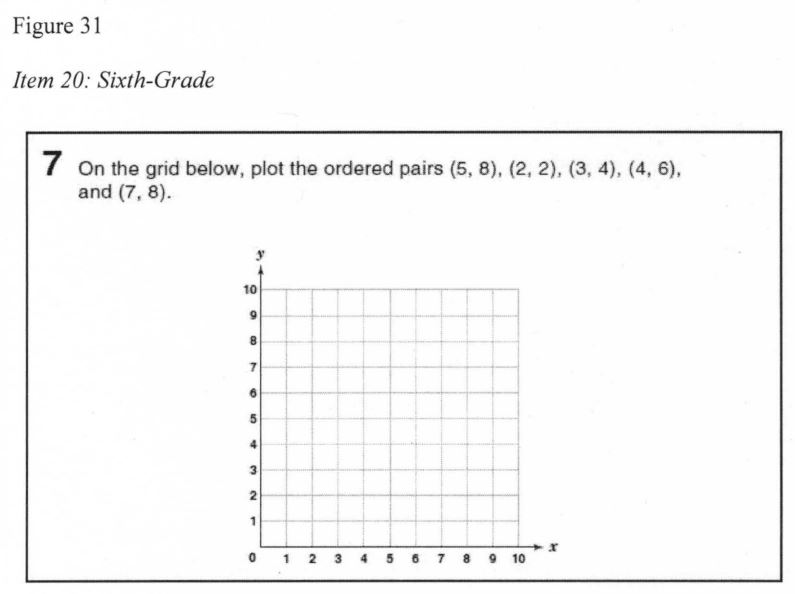 Figure 31
Item 20: Sixth-Grade
7 On the grid below, plot the ordered pairs (5, 8), (2, 2), (3, 4), (4, 6),
and (7, 8).
y
10
9
8
7
6
5
4
3
2
1
0 1 2 3 4 5 6 7 8 9 10 x